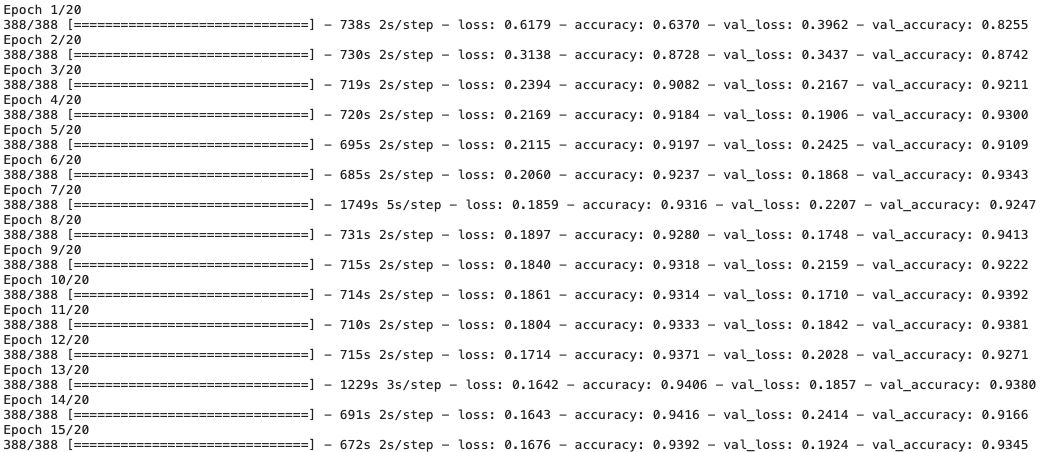 Epoch 1/20
388/388 [==============================] - 738s 2s/step - loss: 0.6179 - accuracy: 0.6370 - val_loss: 0.3962 - val_accuracy: 0.8255
Epoch 2/20
388/388 [==============================] - 730s 2s/step - loss: 0.3138 - accuracy: 0.8728 - val_loss: 0.3437 - val_accuracy: 0.8742
Epoch 3/20
388/388 [==============================] - 719s 2s/step - loss: 0.2394 - accuracy: 0.9082 - val_loss: 0.2167 - val_accuracy: 0.9211
Epoch 4/20
388/388 [==============================] - 720s 2s/step - loss: 0.2169 - accuracy: 0.9184 - val_loss: 0.1906 - val_accuracy: 0.9300
Epoch 5/20
388/388 [==============================] - 695s 2s/step - loss: 0.2115 - accuracy: 0.9197 - val_loss: 0.2425 - val_accuracy: 0.9109
Epoch 6/20
388/388 [==============================] - 685s 2s/step - loss: 0.2060 - accuracy: 0.9237 - val_loss: 0.1868 - val_accuracy: 0.9343
Epoch 7/20
388/388 [==============================] - 1749s 5s/step - loss: 0.1859 - accuracy: 0.9316 - val_loss: 0.2207 - val_accuracy: 0.9247
Epoch 8/20
388/388 [==============================] - 731s 2s/step - loss: 0.1897 - accuracy: 0.9280 - val_loss: 0.1748 - val_accuracy: 0.9413
Epoch 9/20
388/388 [==============================] - 715s 2s/step - loss: 0.1840 - accuracy: 0.9318 - val_loss: 0.2159 - val_accuracy: 0.9222
Epoch 10/20
388/388 [==============================] - 714s 2s/step - loss: 0.1861 - accuracy: 0.9314 - val_loss: 0.1710 - val_accuracy: 0.9392
Epoch 11/20
388/388 [==============================] - 710s 2s/step - loss: 0.1804 - accuracy: 0.9333 - val_loss: 0.1842 - val_accuracy: 0.9381
Epoch 12/20
388/388 [==============================] - 715s 2s/step - loss: 0.1714 - accuracy: 0.9371 - val_loss: 0.2028 - val_accuracy: 0.9271
Epoch 13/20
388/388 [==============================] - 1229s 3s/step - loss: 0.1642 - accuracy: 0.9406 - val_loss: 0.1857 - val_accuracy: 0.9380
Epoch 14/20
388/388 [==============================] - 691s 2s/step - loss: 0.1643 - accuracy: 0.9416 - val_loss: 0.2414 - val_accuracy: 0.9166
Epoch 15/20
388/388 [==============================] - 672s 2s/step - loss: 0.1676 - accuracy: 0.9392 - val_loss: 0.1924 - val_accuracy: 0.9345